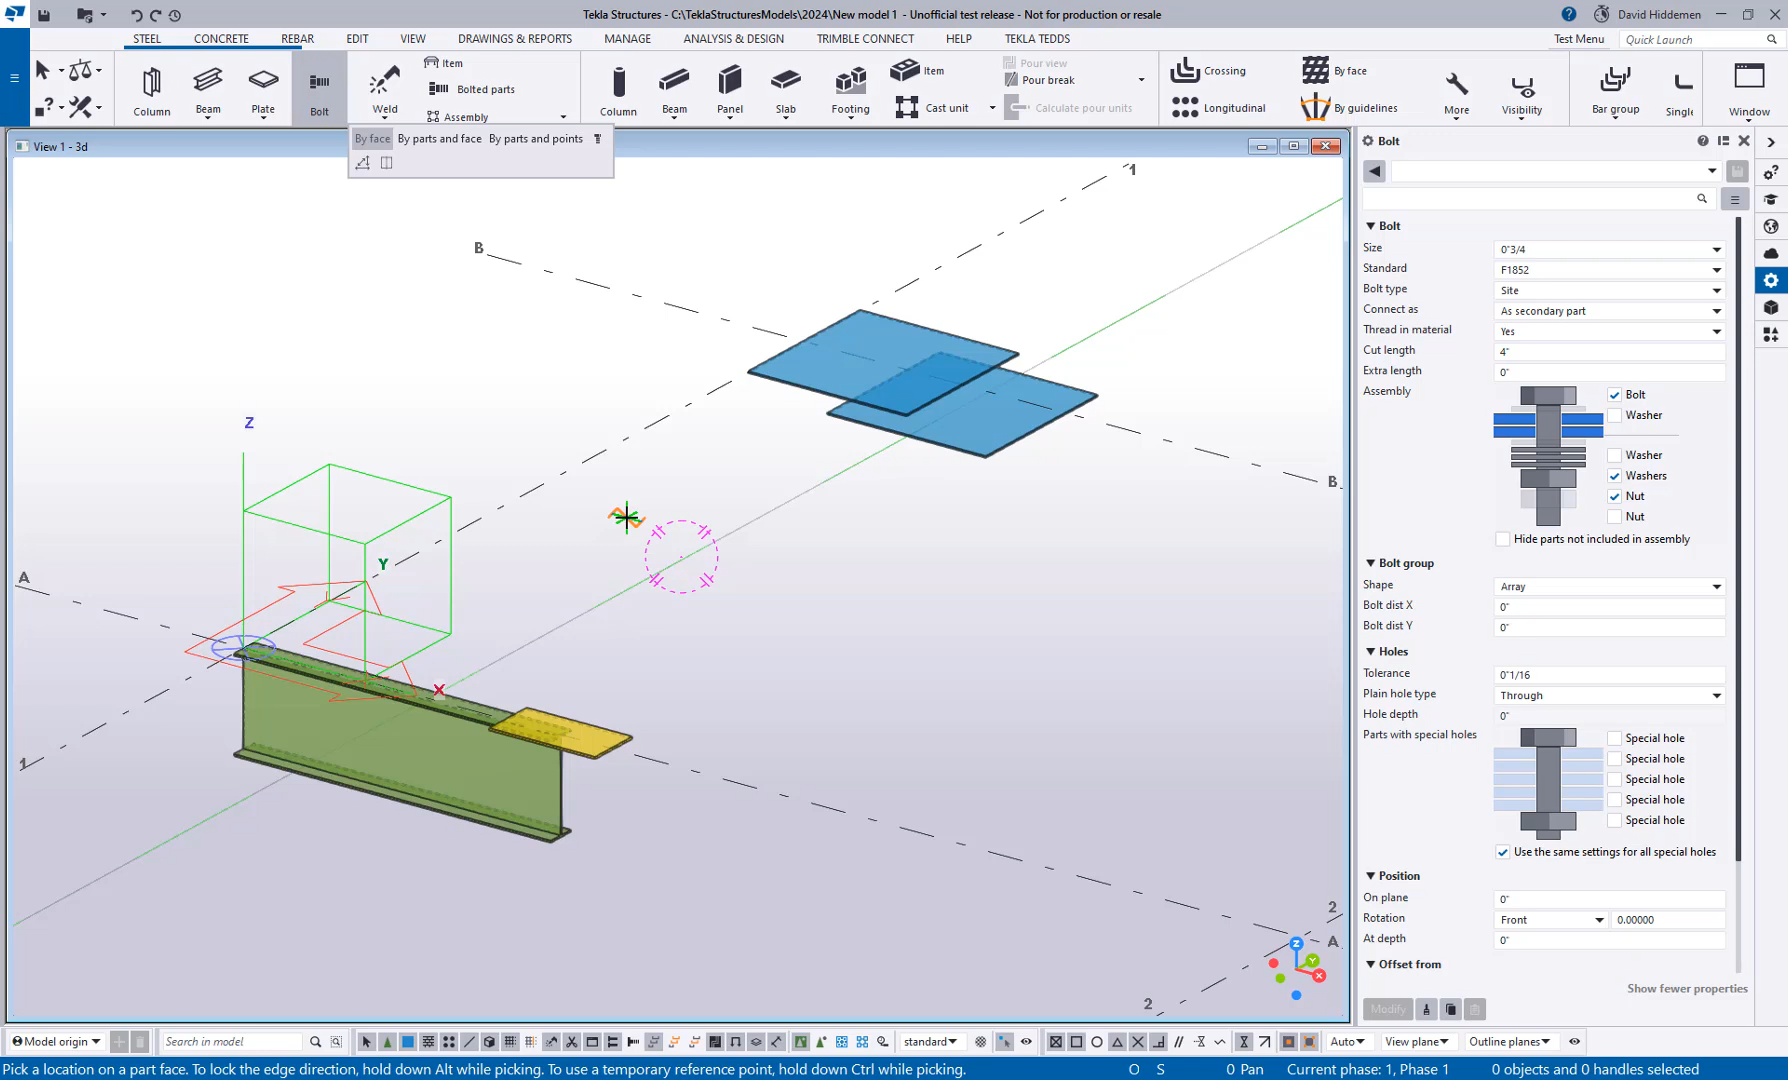 Tekla Structures - C:\TeklaStructuresModels\2024\New model 1 - Unofficial test release - Not for production or resale
David Hiddemen
STEEL CONCRETE REBAR EDIT VIEW DRAWINGS & REPORTS MANAGE ANALYSIS & DESIGN TRIMBLE CONNECT HELP TEKLA TEDDS
Test Menu Quick Launch
Column Beam Plate Bolt Weld
Item
Bolted parts
Assembly
Column Beam Panel Slab Footing
Item
Cast unit
Pour view
Pour break
Calculate pour units
Crossing
Longitudinal
By face
By guidelines
More Visibility Bar group Single Window
By face By parts and face By parts and points
View 1 - 3d
1
B
Z
B
Y
A
X
1
2
A
2
Z
Y
X
Bolt
Bolt
Size 0"3/4
Standard F1852
Bolt type Site
Connect as As secondary part
Thread in material Yes
Cut length 4"
Extra length 0"
Assembly
Bolt
Washer
Washer
Washers
Nut
Nut
Hide parts not included in assembly
Bolt group
Shape Array
Bolt dist X 0"
Bolt dist Y 0"
Holes
Tolerance 0"1/16
Plain hole type Through
Hole depth 0"
Parts with special holes
Special hole
Special hole
Special hole
Special hole
Special hole
Use the same settings for all special holes
Position
On plane 0"
Rotation Front 0.00000
At depth 0"
Offset from
Show fewer properties
Modify
Model origin Search in model standard Auto View plane Outline planes
Pick a location on a part face. To lock the edge direction, hold down Alt while picking. To use a temporary reference point, hold down Ctrl while picking.
O S 0 Pan Current phase: 1, Phase 1 0 objects and 0 handles selected